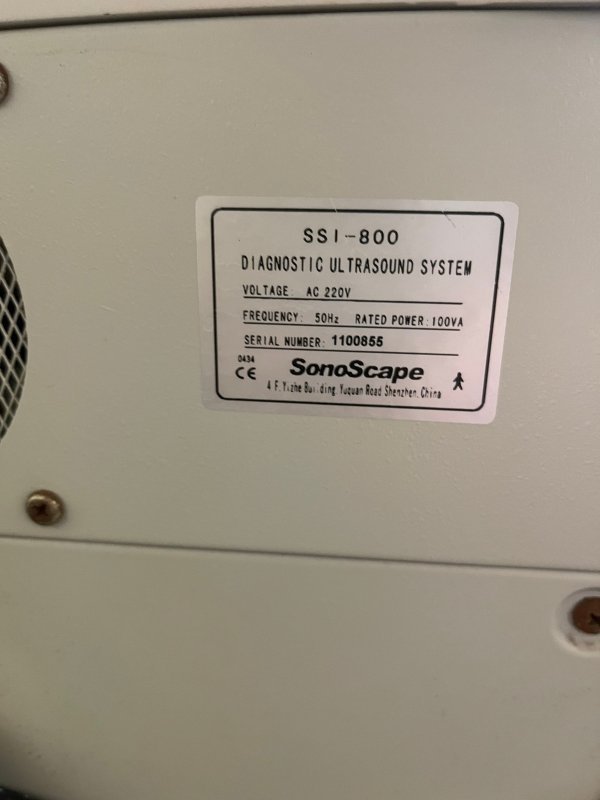 SSI-800
DIAGNOSTIC ULTRASOUND SYSTEM
VOLTAGE: AC 220V
FREQUENCY: 50Hz RATED POWER: 100VA
SERIAL NUMBER: 1100855
0434
CE
SonoScape
4 F. Yizhe Building, Yuquan Road Shenzhen, China